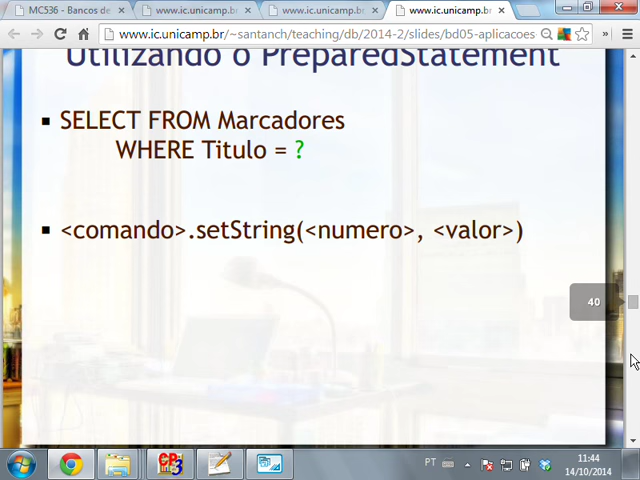 MC536 - Bancos de
www.ic.unicamp.br/
www.ic.unicamp.br/
www.ic.unicamp.br/
www.ic.unicamp.br/~santanch/teaching/db/2014-2/slides/bd05-aplicacoes
Utilizando o PreparedStatement
▪ SELECT FROM Marcadores
WHERE Titulo = ?
▪ <comando>.setString(<numero>, <valor>)
40
PT
11:44
14/10/2014